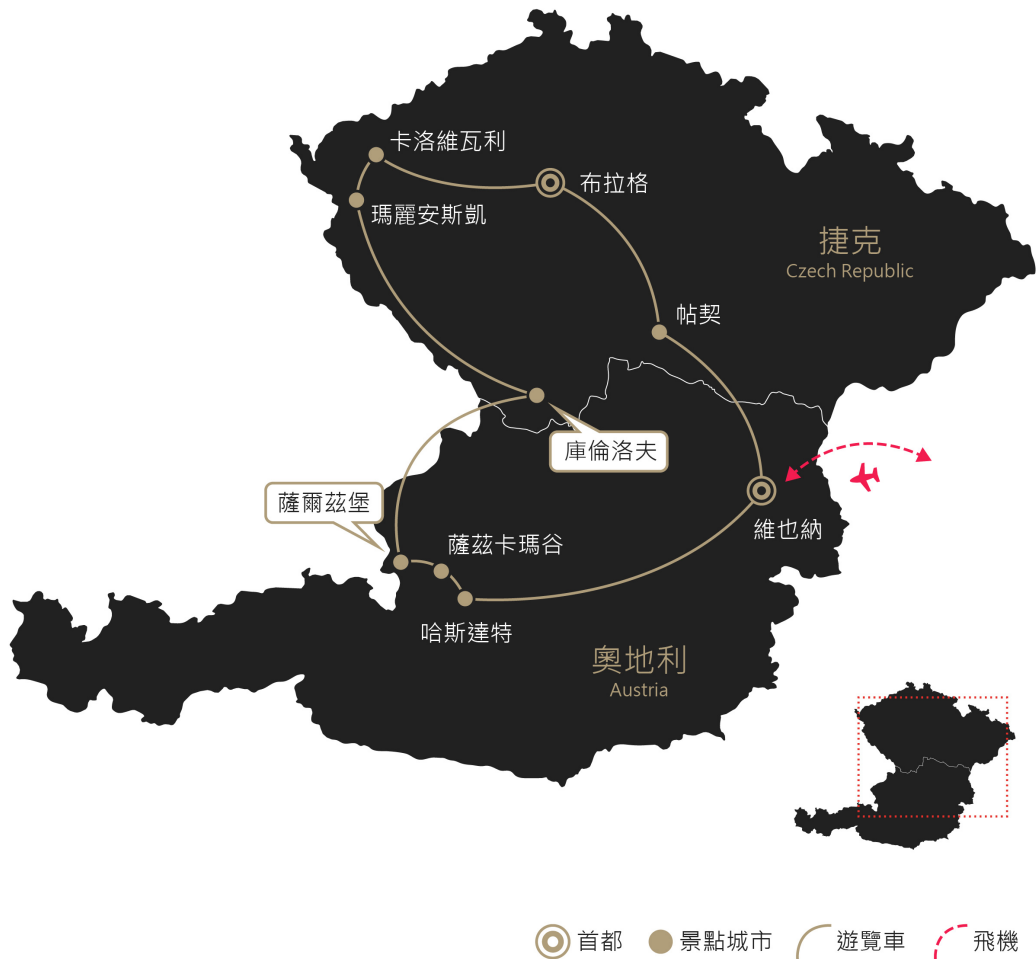 卡洛維瓦利
布拉格
瑪麗安斯凱
捷克
Czech Republic
帖契
庫倫洛夫
薩爾茲堡
維也納
薩茲卡瑪谷
哈斯達特
奧地利
Austria
首都
景點城市
遊覽車
飛機